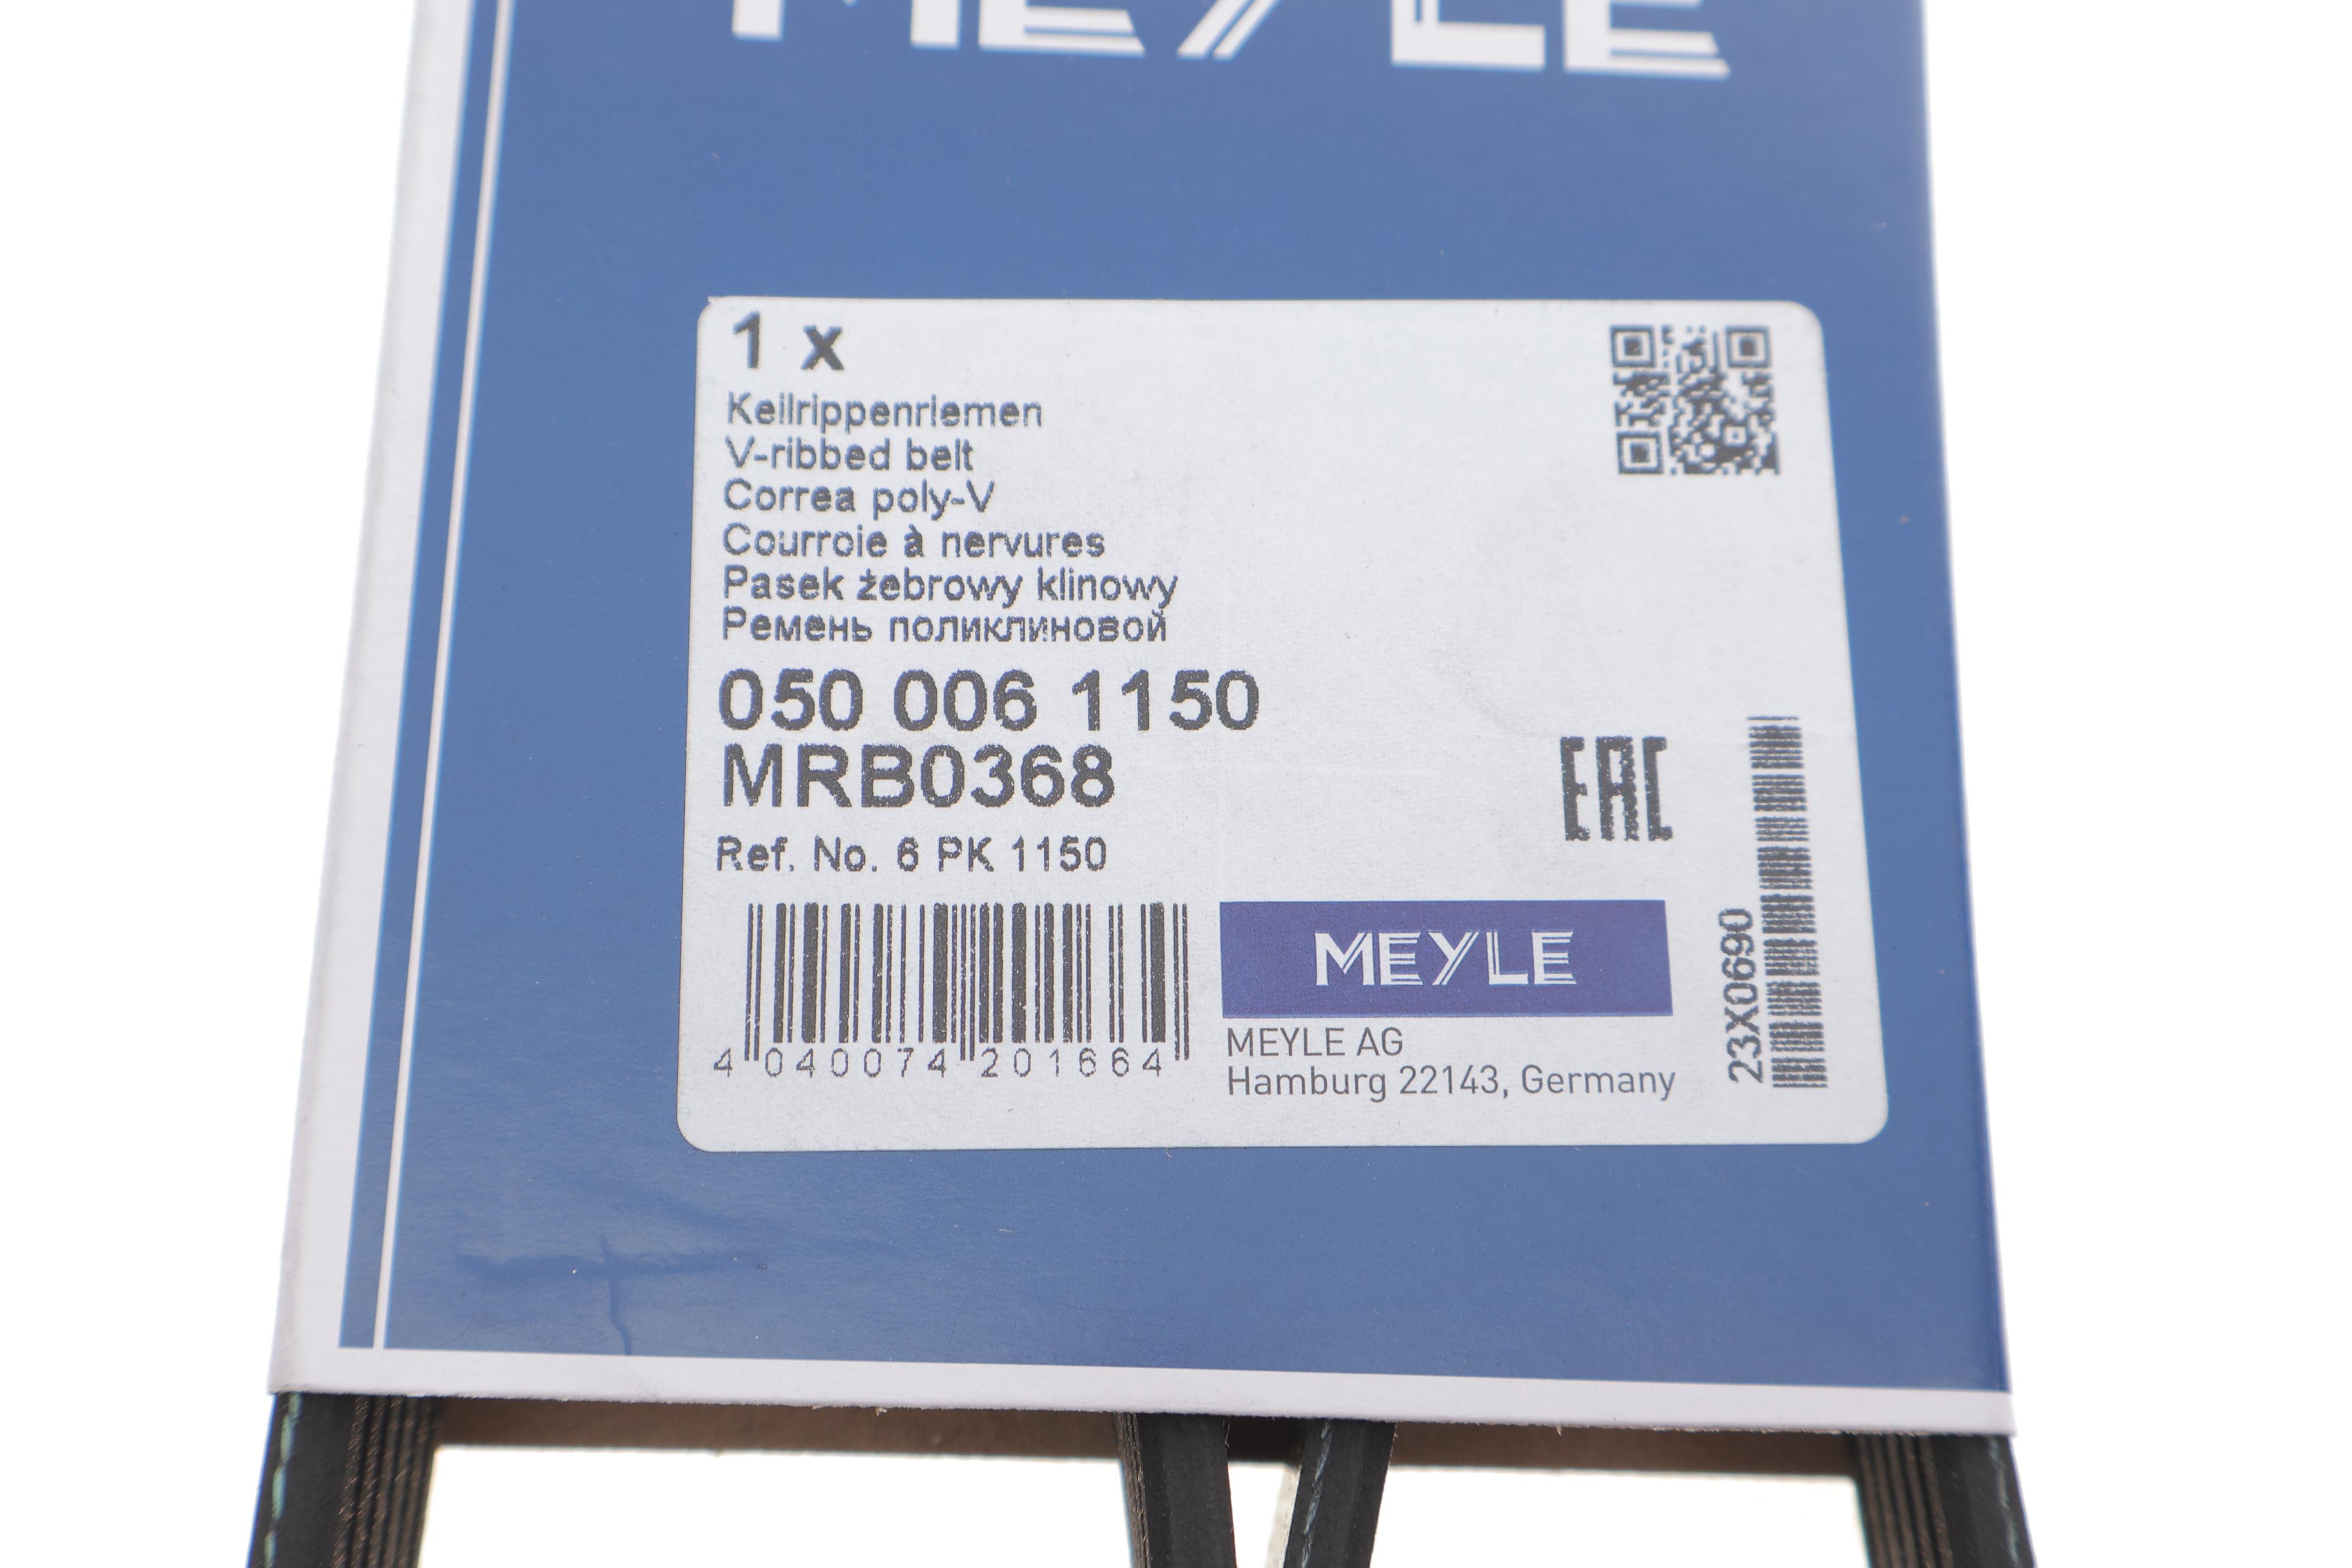 MEYLE
1 x
Keilrippenriemen
V-ribbed belt
Correa poly-V
Courroie à nervures
Pasek żebrowy klinowy
Ремень поликлиновой
050 006 1150
MRB0368
Ref. No. 6 PK 1150
EAC
4 040074 201664
MEYLE
MEYLE AG
Hamburg 22143, Germany
23X0690